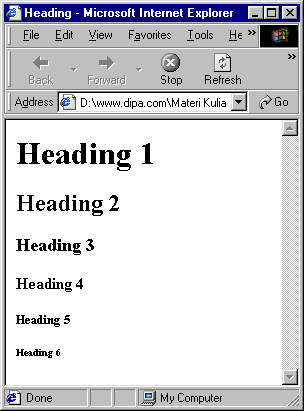 Heading - Microsoft Internet Explorer
File Edit View Favorites Tools He »
Back Forward Stop Refresh »
Address D:\www.dipa.com\Materi Kulia Go
Heading 1
Heading 2
Heading 3
Heading 4
Heading 5
Heading 6
Done My Computer